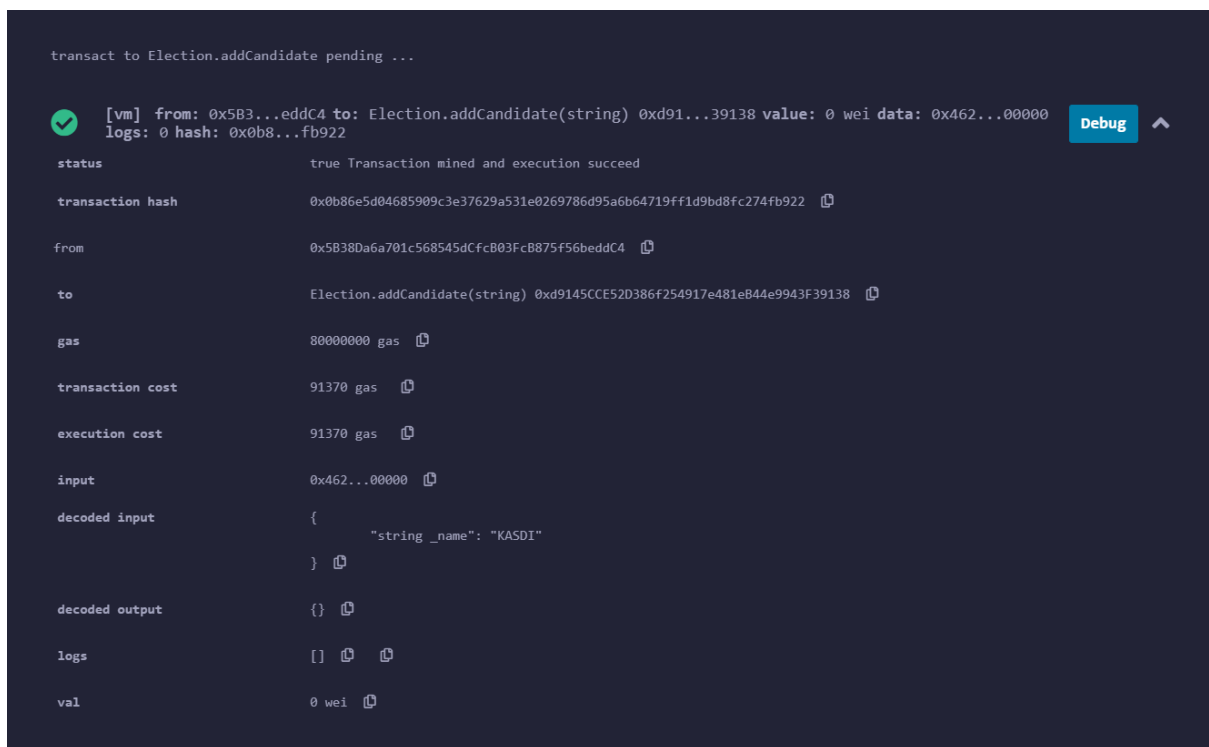 transact to Election.addCandidate pending ...
[vm] from: 0x5B3...eddC4 to: Election.addCandidate(string) 0xd91...39138 value: 0 wei data: 0x462...00000
logs: 0 hash: 0x0b8...fb922
Debug
status true Transaction mined and execution succeed
transaction hash 0x0b86e5d04685909c3e37629a531e0269786d95a6b64719ff1d9bd8fc274fb922
from 0x5B38Da6a701c568545dCfcB03FcB875f56beddC4
to Election.addCandidate(string) 0xd9145CCE52D386f254917e481eB44e9943F39138
gas 80000000 gas
transaction cost 91370 gas
execution cost 91370 gas
input 0x462...00000
decoded input {
"string _name": "KASDI"
}
decoded output {}
logs []
val 0 wei